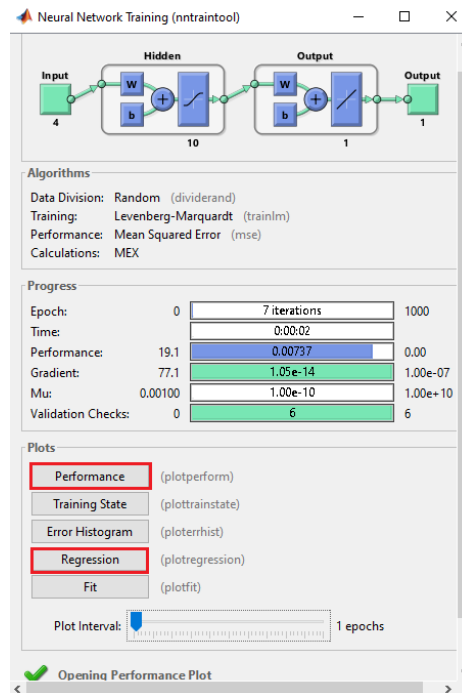 Neural Network Training (nntraintool)
Hidden Output
Input Output
W W
b b
4 10 1 1
Algorithms
Data Division: Random (dividerand)
Training: Levenberg-Marquardt (trainlm)
Performance: Mean Squared Error (mse)
Calculations: MEX
Progress
Epoch: 0 7 iterations 1000
Time: 0:00:02
Performance: 19.1 0.00737 0.00
Gradient: 77.1 1.05e-14 1.00e-07
Mu: 0.00100 1.00e-10 1.00e+10
Validation Checks: 0 6 6
Plots
Performance (plotperform)
Training State (plottrainstate)
Error Histogram (ploterrhist)
Regression (plotregression)
Fit (plotfit)
Plot Interval: 1 epochs
Opening Performance Plot